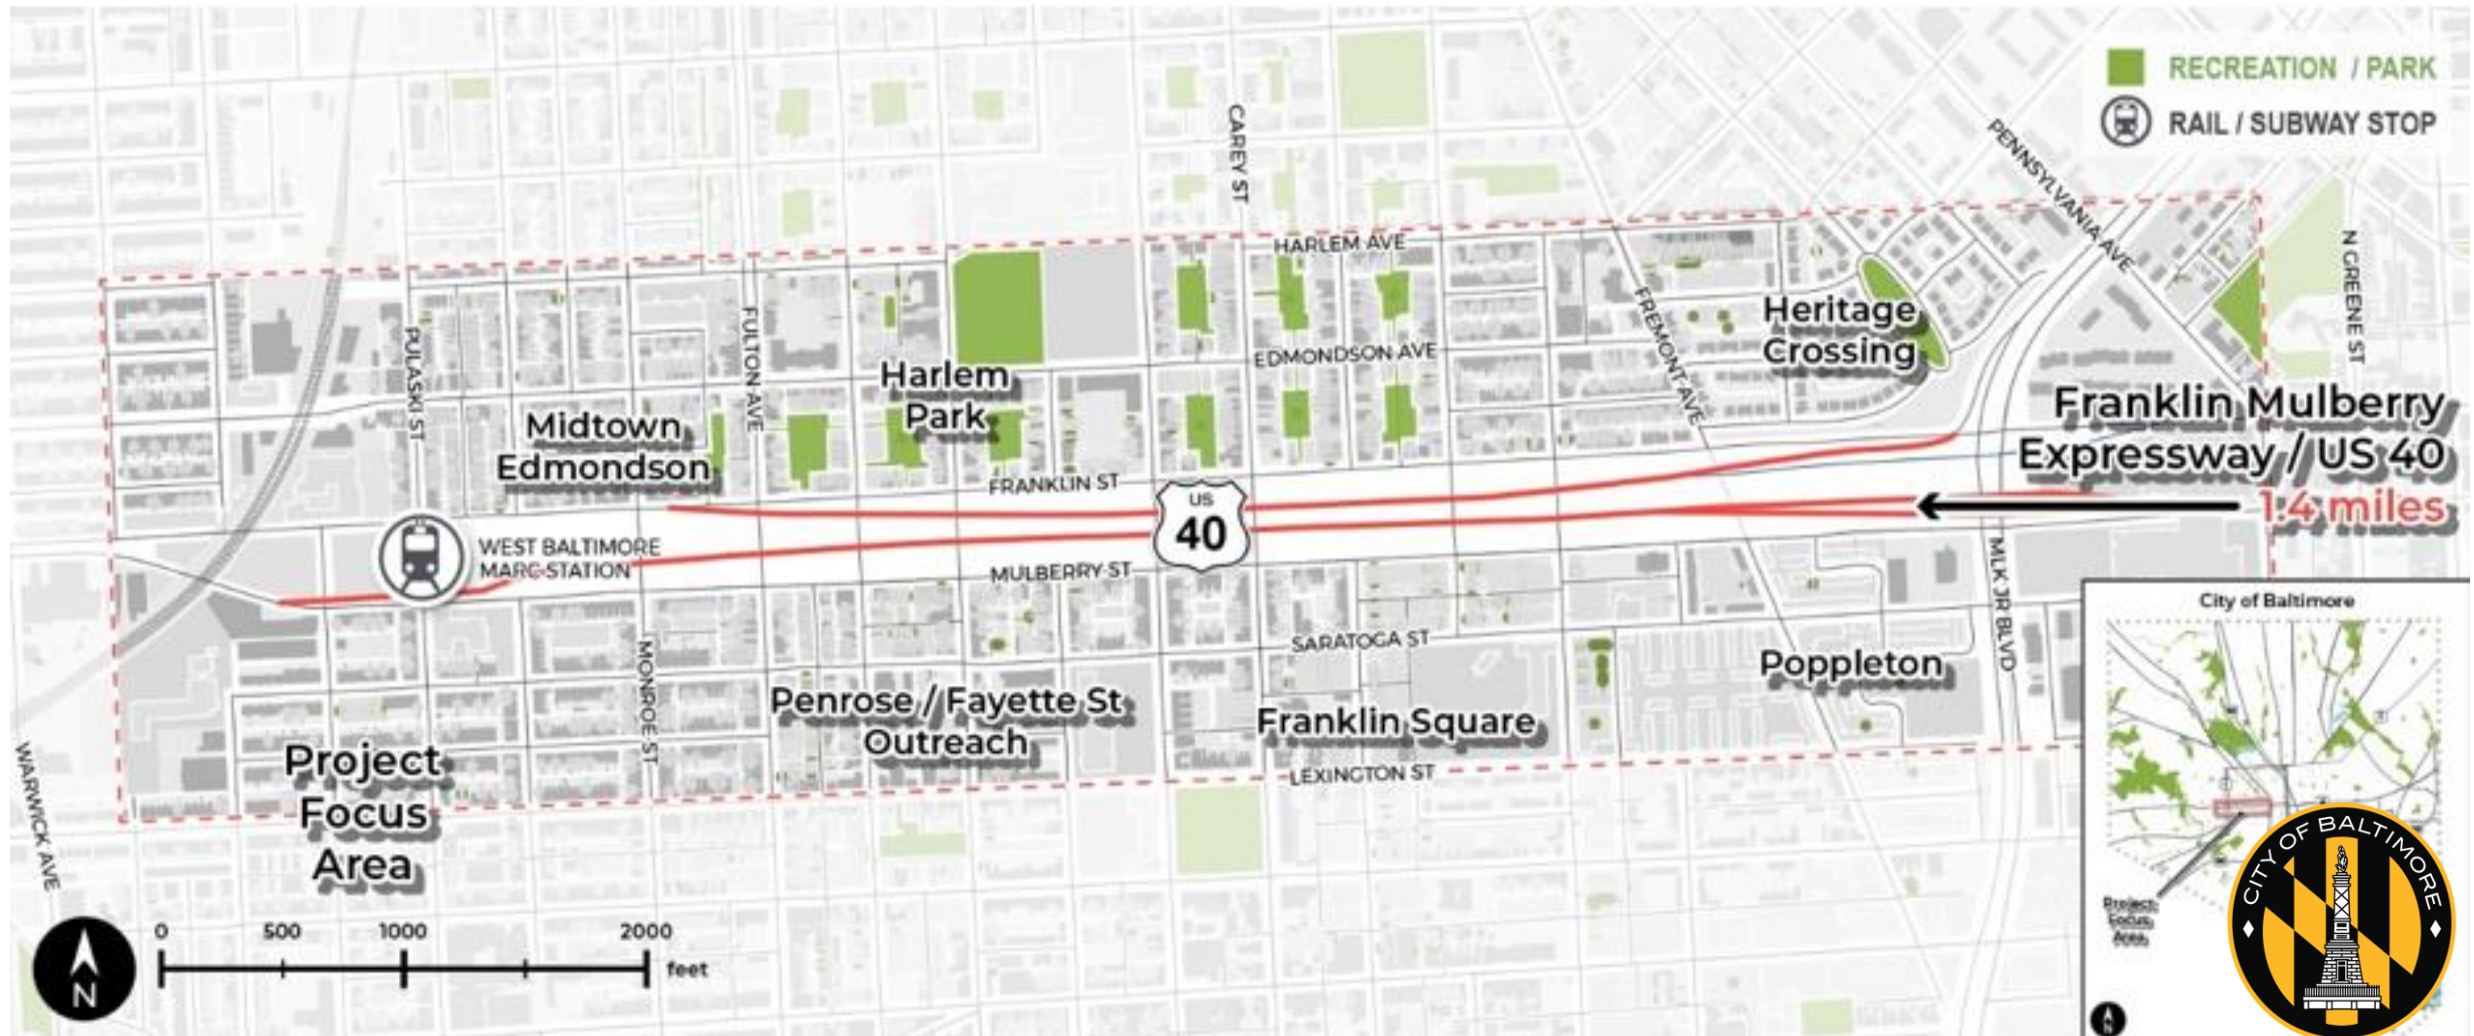 RECREATION / PARK
RAIL / SUBWAY STOP
CAREY ST
PENNSYLVANIA AVE
N GREENE ST
HARLEM AVE
PULASKI ST
FULTON AVE
FREMONT AVE
Heritage
Crossing
EDMONDSON AVE
Harlem
Park
Midtown
Edmondson
Franklin Mulberry
Expressway / US 40
1.4 miles
FRANKLIN ST
US
40
WEST BALTIMORE
MARC STATION
MULBERRY ST
MLK JR BLVD
SARATOGA ST
MONROE ST
Poppleton
Penrose / Fayette St
Outreach
Franklin Square
LEXINGTON ST
WARWICK AVE
Project
Focus
Area
0 500 1000 2000
feet
N
City of Baltimore
Project
Focus
Area
N
CITY OF BALTIMORE